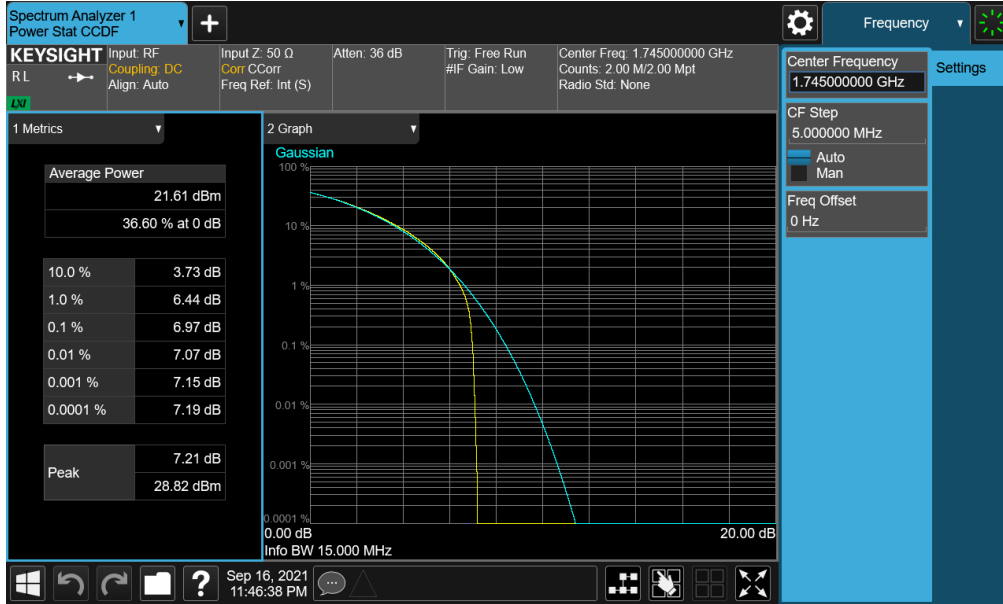 Spectrum Analyzer 1
Power Stat CCDF
Frequency
KEYSIGHT
RL
LXI
Input: RF
Coupling: DC
Align: Auto
Input Z: 50 Ω
Corr CCorr
Freq Ref: Int (S)
Atten: 36 dB
Trig: Free Run
#IF Gain: Low
Center Freq: 1.745000000 GHz
Counts: 2.00 M/2.00 Mpt
Radio Std: None
Center Frequency
1.745000000 GHz
Settings
CF Step
5.000000 MHz
Auto
Man
Freq Offset
0 Hz
1 Metrics
Average Power
21.61 dBm
36.60 % at 0 dB
10.0 % 3.73 dB
1.0 % 6.44 dB
0.1 % 6.97 dB
0.01 % 7.07 dB
0.001 % 7.15 dB
0.0001 % 7.19 dB
Peak
7.21 dB
28.82 dBm
2 Graph
Gaussian
100 %
10 %
1 %
0.1 %
0.01 %
0.001 %
0.0001 %
0.00 dB 20.00 dB
Info BW 15.000 MHz
?
Sep 16, 2021
11:46:38 PM